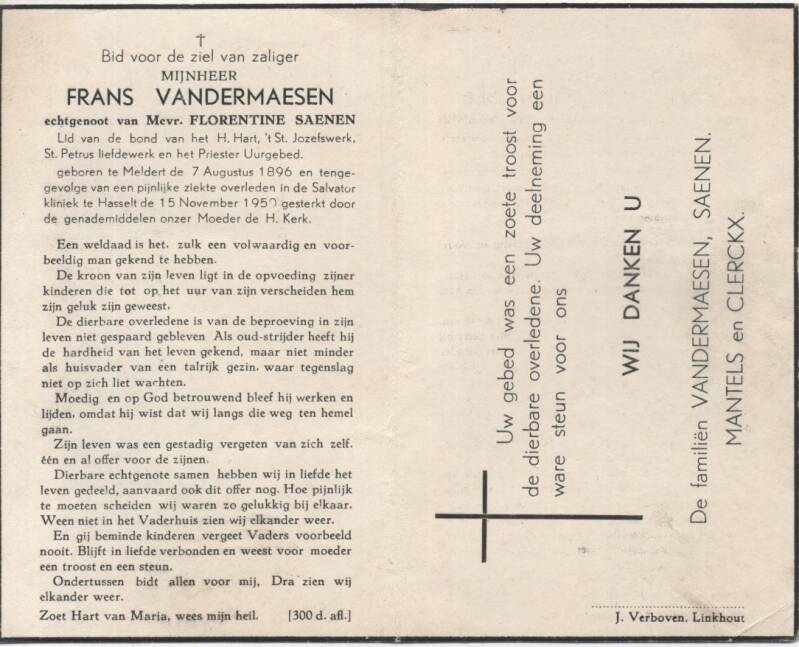 Bid voor de ziel van zaliger
MIJNHEER
FRANS VANDERMAESEN
echtgenoot van Mevr. FLORENTINE SAENEN
Lid van de bond van het H. Hart, 't St. Jozefswerk,
St. Petrus liefdewerk en het Priester Uurgebed.
geboren te Meldert de 7 Augustus 1896 en tenge-
gevolge van een pijnlijke ziekte overleden in de Salvator
kliniek te Hasselt de 15 November 1950 gesterkt door
de genademiddelen onzer Moeder de H. Kerk.
Een weldaad is het, zulk een volwaardig en voor-
beeldig man gekend te hebben.
De kroon van zijn leven ligt in de opvoeding zijner
kinderen die tot op het uur van zijn verscheiden hem
zijn geluk zijn geweest.
De dierbare overledene is van de beproeving in zijn
leven niet gespaard gebleven. Als oud-strijder heeft hij
de hardheid van het leven gekend, maar niet minder
als huisvader van een talrijk gezin, waar tegenslag
niet op zich liet wachten.
Moedig en op God betrouwend bleef hij werken en
lijden, omdat hij wist dat wij langs die weg ten hemel
gaan.
Zijn leven was een gestadig vergeten van zich zelf.
één en al offer voor de zijnen.
Dierbare echtgenote samen hebben wij in liefde het
leven gedeeld, aanvaard ook dit offer nog. Hoe pijnlijk
te moeten scheiden wij waren zo gelukkig bij elkaar.
Ween niet in het Vaderhuis zien wij elkander weer.
En gij beminde kinderen vergeet Vaders voorbeeld
nooit. Blijft in liefde verbonden en weest voor moeder
een troost en een steun.
Ondertussen bidt allen voor mij, Dra zien wij
elkander weer.
Zoet Hart van Maria, wees mijn heil. [300 d. afl.]
Uw gebed was een zoete troost voor
de dierbare overledene. Uw deelneming een
ware steun voor ons
WIJ DANKEN U
De familiën VANDERMAESEN, SAENEN.
MANTELS en CLERCKX.
J. Verboven, Linkhout